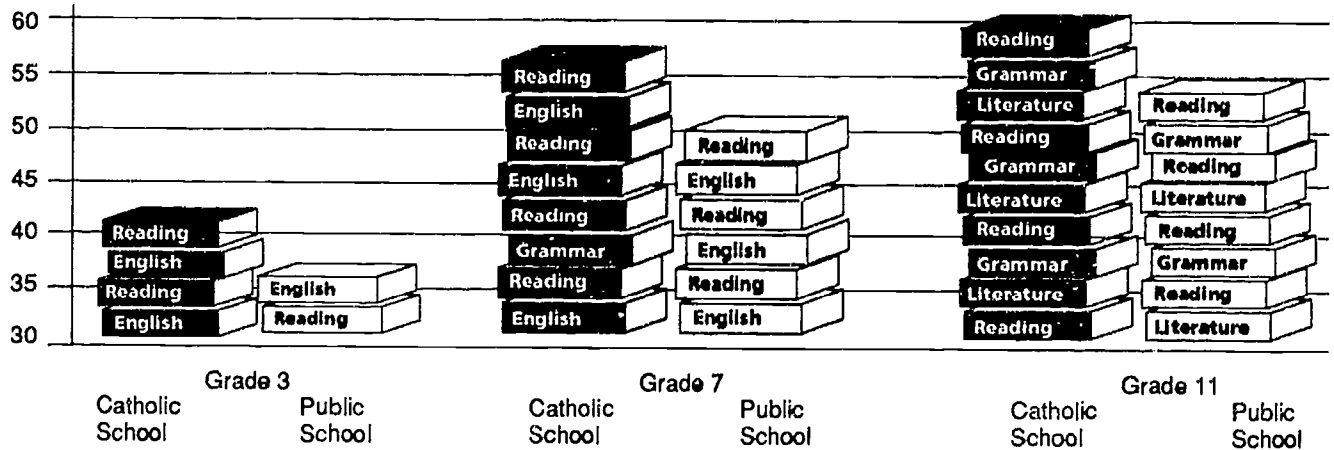 60
55
50
45
40
35
30
Reading
English
Reading
English
English
Reading
Reading
English
Reading
English
Reading
Grammar
Reading
English
Reading
English
Reading
English
Reading
English
Reading
Grammar
Literature
Reading
Grammar
Literature
Reading
Grammar
Literature
Reading
Reading
Grammar
Reading
Literature
Reading
Grammar
Reading
Literature
Grade 3
Catholic School
Public School
Grade 7
Catholic School
Public School
Grade 11
Catholic School
Public School